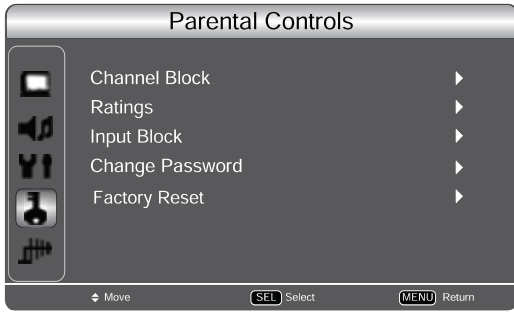 Parental Controls
Channel Block
Ratings
Input Block
Change Password
Factory Reset
Move SEL Select MENU Return